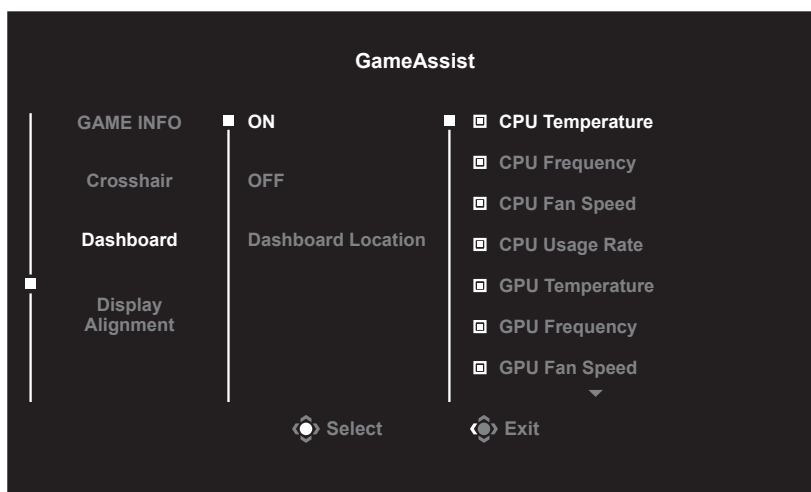 GameAssist
GAME INFO
Crosshair
Dashboard
Display
Alignment
ON
OFF
Dashboard Location
CPU Temperature
CPU Frequency
CPU Fan Speed
CPU Usage Rate
GPU Temperature
GPU Frequency
GPU Fan Speed
Select
Exit